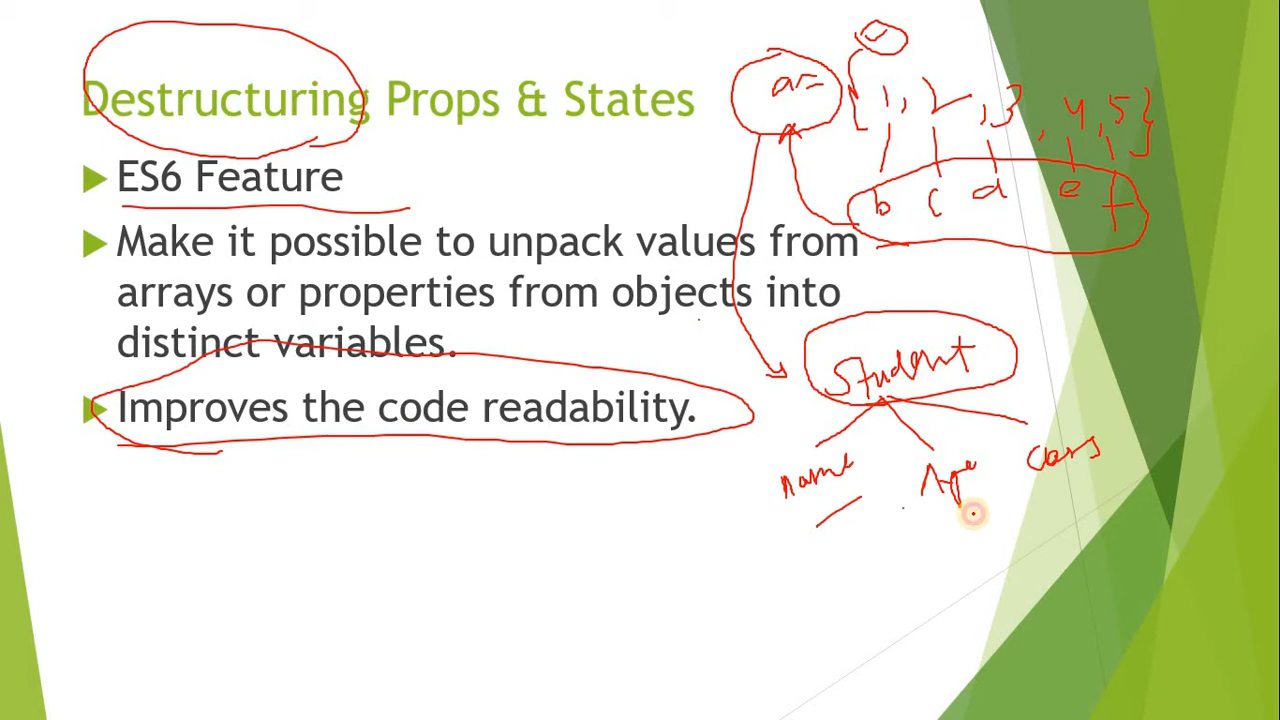 Destructuring Props & States
a= {1, 2, 3, 4, 5}
b c d e f
ES6 Feature
Make it possible to unpack values from
arrays or properties from objects into
distinct variables.
Improves the code readability.
Student
Name Age Class